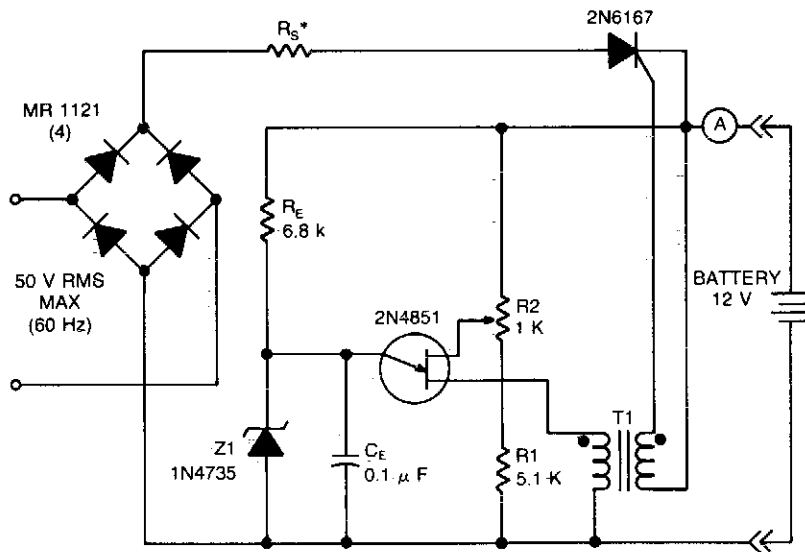 2N6167
R_S*
MR 1121
(4)
A
R_E
6.8 k
50 V RMS
MAX
(60 Hz)
BATTERY
12 V
2N4851
R2
1 K
T1
Z1
1N4735
C_E
0.1 μ F
R1
5.1 K